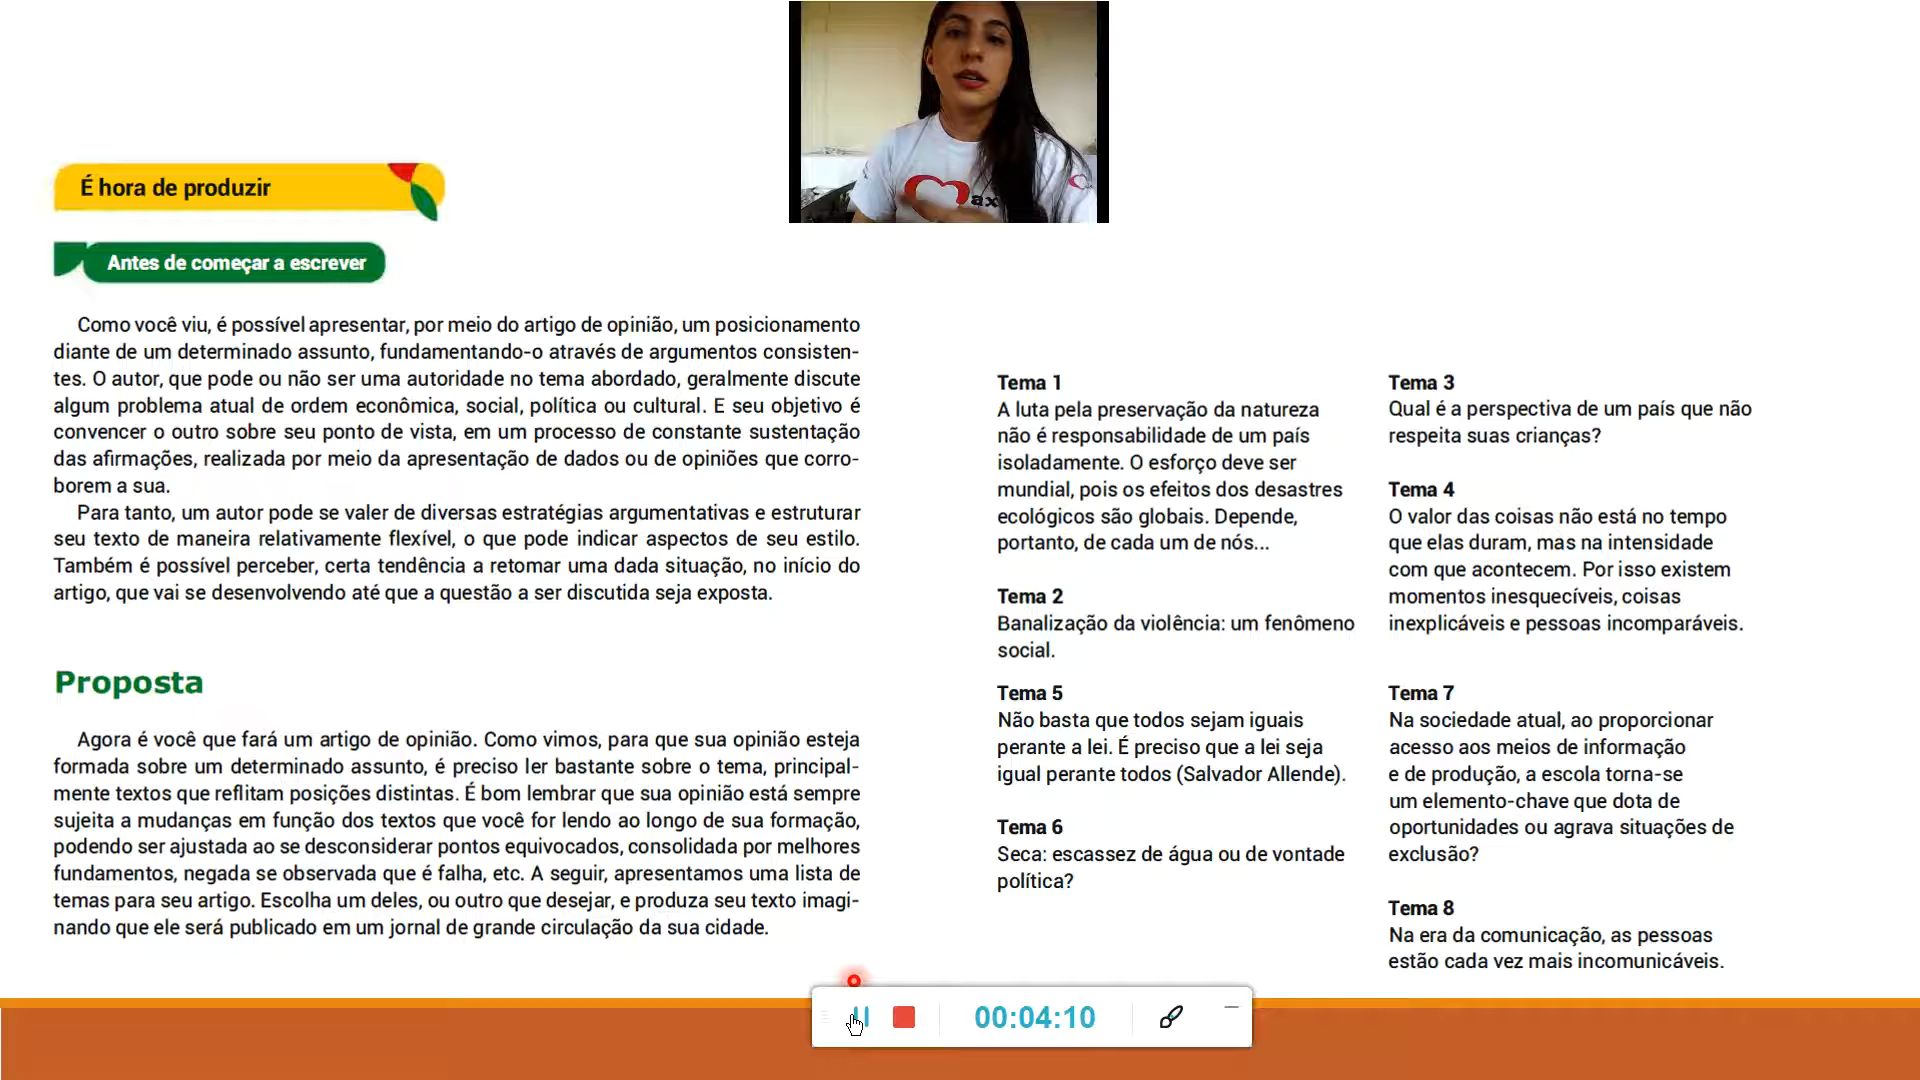 ax
É hora de produzir
Antes de começar a escrever
Como você viu, é possível apresentar, por meio do artigo de opinião, um posicionamento
diante de um determinado assunto, fundamentando-o através de argumentos consisten-
tes. O autor, que pode ou não ser uma autoridade no tema abordado, geralmente discute
algum problema atual de ordem econômica, social, política ou cultural. E seu objetivo é
convencer o outro sobre seu ponto de vista, em um processo de constante sustentação
das afirmações, realizada por meio da apresentação de dados ou de opiniões que corro-
borem a sua.
Para tanto, um autor pode se valer de diversas estratégias argumentativas e estruturar
seu texto de maneira relativamente flexível, o que pode indicar aspectos de seu estilo.
Também é possível perceber, certa tendência a retomar uma dada situação, no início do
artigo, que vai se desenvolvendo até que a questão a ser discutida seja exposta.
Proposta
Agora é você que fará um artigo de opinião. Como vimos, para que sua opinião esteja
formada sobre um determinado assunto, é preciso ler bastante sobre o tema, principal-
mente textos que reflitam posições distintas. É bom lembrar que sua opinião está sempre
sujeita a mudanças em função dos textos que você for lendo ao longo de sua formação,
podendo ser ajustada ao se desconsiderar pontos equivocados, consolidada por melhores
fundamentos, negada se observada que é falha, etc. A seguir, apresentamos uma lista de
temas para seu artigo. Escolha um deles, ou outro que desejar, e produza seu texto imagi-
nando que ele será publicado em um jornal de grande circulação da sua cidade.
Tema 1
A luta pela preservação da natureza
não é responsabilidade de um país
isoladamente. O esforço deve ser
mundial, pois os efeitos dos desastres
ecológicos são globais. Depende,
portanto, de cada um de nós...
Tema 2
Banalização da violência: um fenômeno
social.
Tema 3
Qual é a perspectiva de um país que não
respeita suas crianças?
Tema 4
O valor das coisas não está no tempo
que elas duram, mas na intensidade
com que acontecem. Por isso existem
momentos inesquecíveis, coisas
inexplicáveis e pessoas incomparáveis.
Tema 5
Não basta que todos sejam iguais
perante a lei. É preciso que a lei seja
igual perante todos (Salvador Allende).
Tema 6
Seca: escassez de água ou de vontade
política?
Tema 7
Na sociedade atual, ao proporcionar
acesso aos meios de informação
e de produção, a escola torna-se
um elemento-chave que dota de
oportunidades ou agrava situações de
exclusão?
Tema 8
Na era da comunicação, as pessoas
estão cada vez mais incomunicáveis.
00:04:10